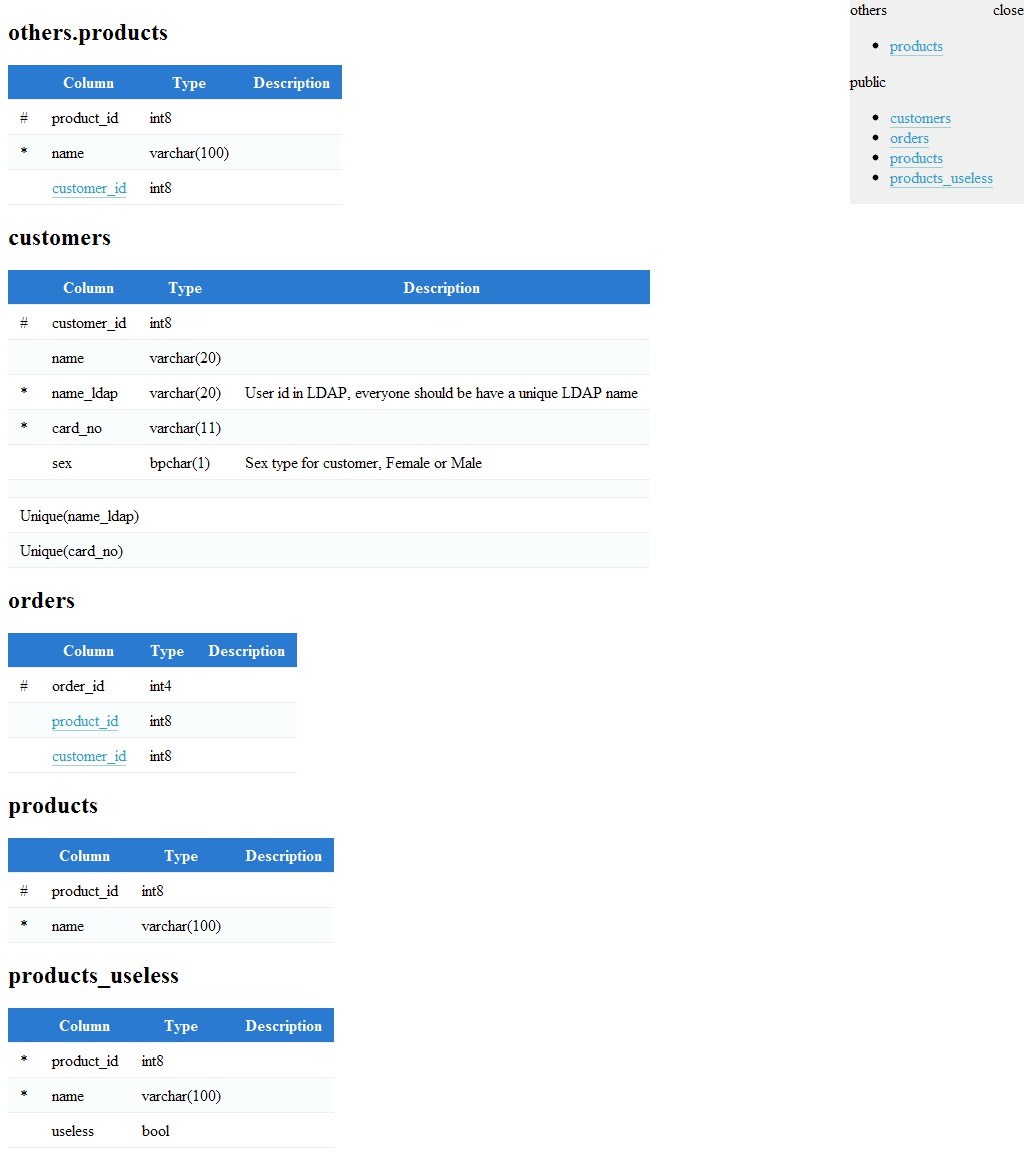 others.products
Column Type Description
# product_id int8
* name varchar(100)
customer_id int8
customers
Column Type Description
# customer_id int8
name varchar(20)
* name_ldap varchar(20) User id in LDAP, everyone should be have a unique LDAP name
* card_no varchar(11)
sex bpchar(1) Sex type for customer, Female or Male
Unique(name_ldap)
Unique(card_no)
orders
Column Type Description
# order_id int4
product_id int8
customer_id int8
products
Column Type Description
# product_id int8
* name varchar(100)
products_useless
Column Type Description
* product_id int8
* name varchar(100)
useless bool
others close
products
public
customers
orders
products
products_useless